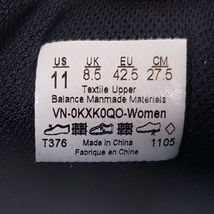 US UK EU CM
11 8.5 42.5 27.5
Textile Upper
Balance Manmade Materials
VN-0KXK0QO-Women
T376 1105
Made in China
Fabrique en Chine